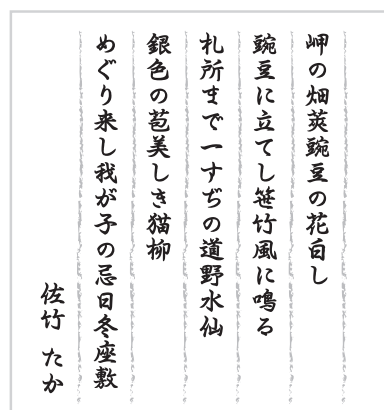 岬の畑莢豌豆の花白し
豌豆に立てし笹竹風に鳴る
札所まで一すぢの道野水仙
銀色の苞美しき猫柳
めぐり来し我が子の忌日冬座敷
佐竹 たか